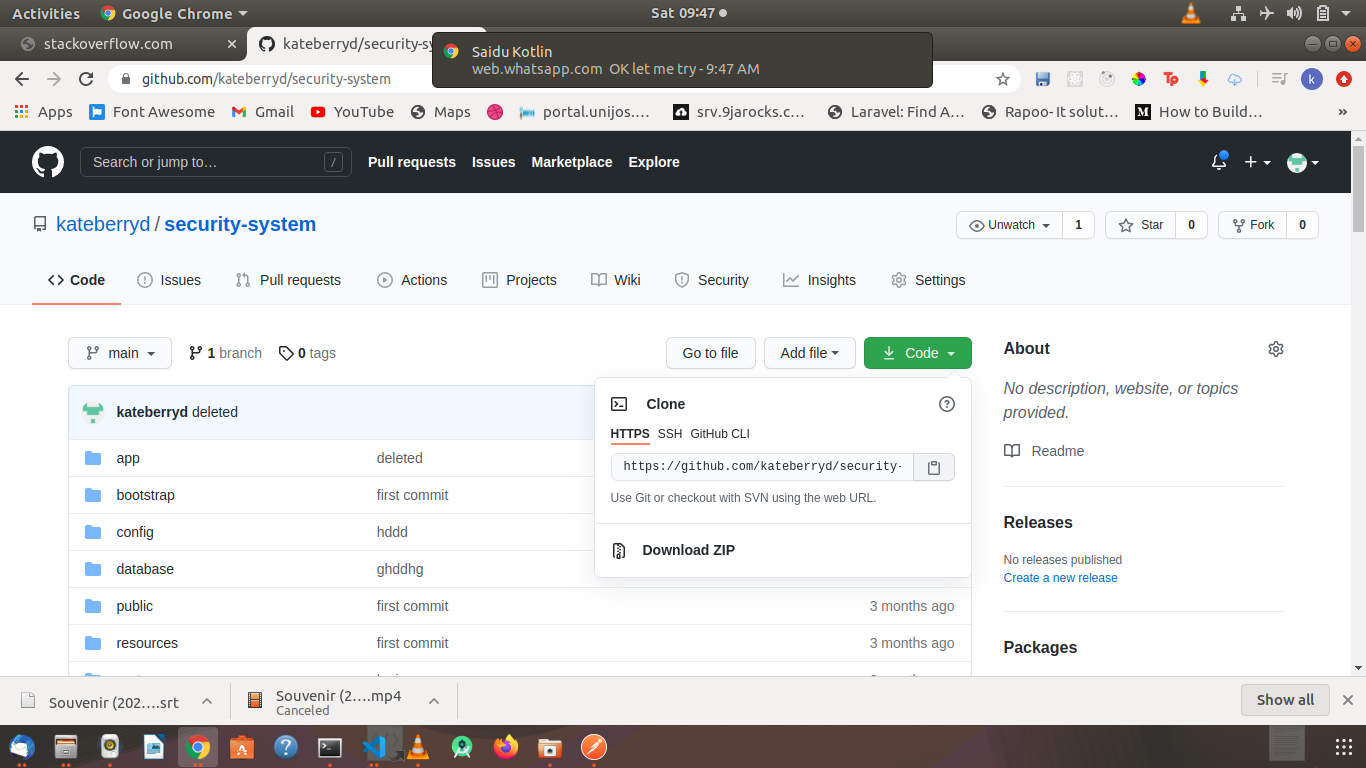 Activities Google Chrome Sat 09:47
stackoverflow.com kateberryd/security-sy
Saidu Kotlin
web.whatsapp.com OK let me try - 9:47 AM
github.com/kateberryd/security-system Tp k
Apps Font Awesome Gmail YouTube Maps portal.unijos.… srv.9jarocks.c… Laravel: Find A… Rapoo- It solut… M How to Build… »
Search or jump to… / Pull requests Issues Marketplace Explore
kateberryd / security-system Unwatch 1 Star 0 Fork 0
Code Issues Pull requests Actions Projects Wiki Security Insights Settings
main 1 branch 0 tags Go to file Add file Code About
No description, website, or topics
provided.
Readme
Releases
No releases published
Create a new release
Packages
Clone
HTTPS SSH GitHub CLI
https://github.com/kateberryd/security-
Use Git or checkout with SVN using the web URL.
Download ZIP
kateberryd deleted
app deleted
bootstrap first commit
config hddd
database ghddhg
public first commit 3 months ago
resources first commit 3 months ago
Souvenir (202….srt Souvenir (2….mp4 Show all
Canceled